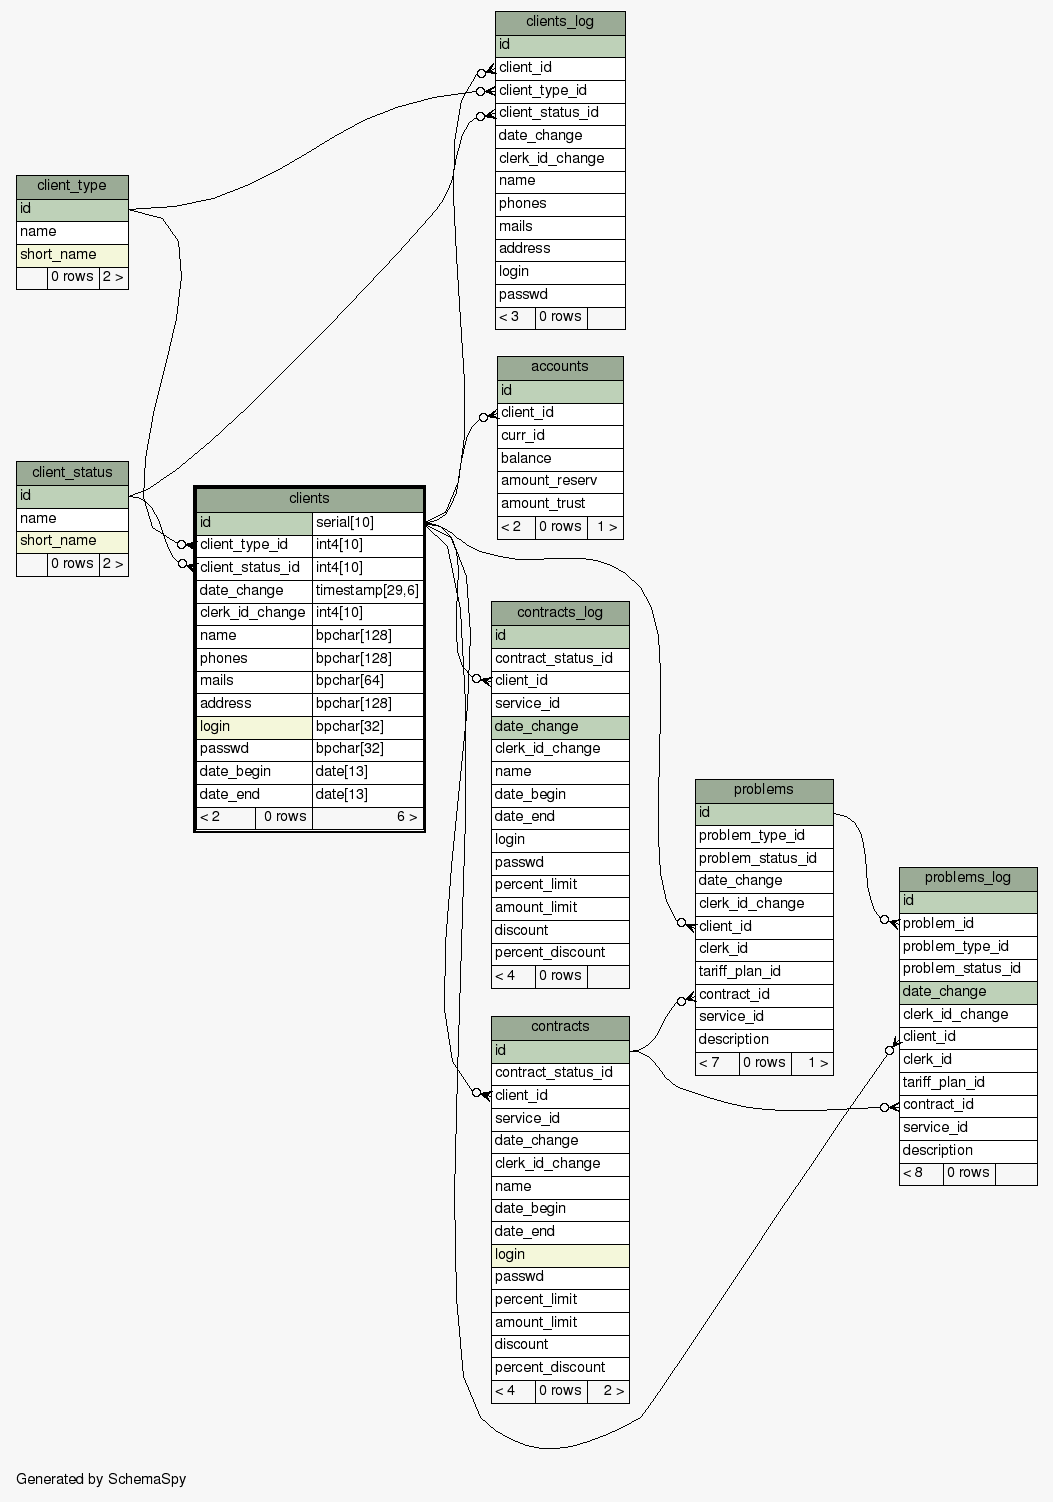 clients_log
id
client_id
client_type_id
client_status_id
date_change
clerk_id_change
name
phones
mails
address
login
passwd
< 3 0 rows
client_type
id
name
short_name
0 rows 2 >
accounts
id
client_id
curr_id
balance
amount_reserv
amount_trust
< 2 0 rows 1 >
client_status
id
name
short_name
0 rows 2 >
clients
id serial[10]
client_type_id int4[10]
client_status_id int4[10]
date_change timestamp[29,6]
clerk_id_change int4[10]
name bpchar[128]
phones bpchar[128]
mails bpchar[64]
address bpchar[128]
login bpchar[32]
passwd bpchar[32]
date_begin date[13]
date_end date[13]
< 2 0 rows 6 >
contracts_log
id
contract_status_id
client_id
service_id
date_change
clerk_id_change
name
date_begin
date_end
login
passwd
percent_limit
amount_limit
discount
percent_discount
< 4 0 rows
problems
id
problem_type_id
problem_status_id
date_change
clerk_id_change
client_id
clerk_id
tariff_plan_id
contract_id
service_id
description
< 7 0 rows 1 >
problems_log
id
problem_id
problem_type_id
problem_status_id
date_change
clerk_id_change
client_id
clerk_id
tariff_plan_id
contract_id
service_id
description
< 8 0 rows
contracts
id
contract_status_id
client_id
service_id
date_change
clerk_id_change
name
date_begin
date_end
login
passwd
percent_limit
amount_limit
discount
percent_discount
< 4 0 rows 2 >
Generated by SchemaSpy